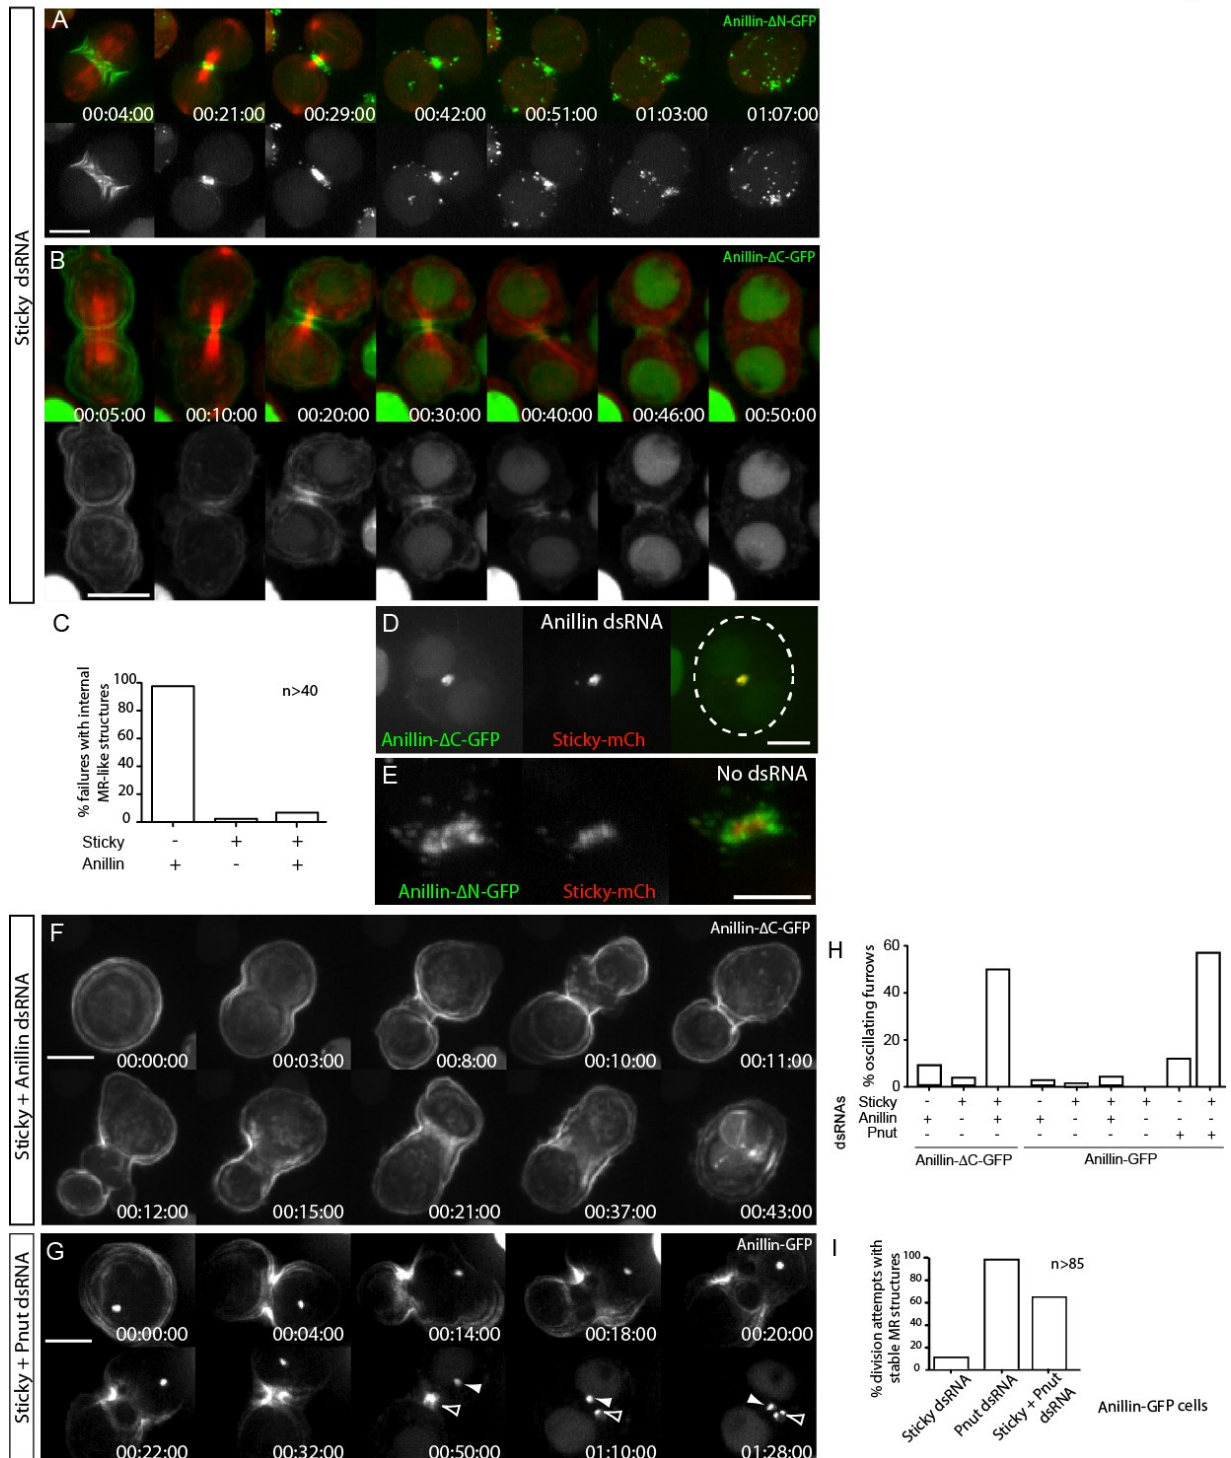 A
Anillin-ΔN-GFP
00:04:00 00:21:00 00:29:00 00:42:00 00:51:00 01:03:00 01:07:00
Sticky dsRNA
B
Anillin-ΔC-GFP
00:05:00 00:10:00 00:20:00 00:30:00 00:40:00 00:46:00 00:50:00
C
% failures with internal
MR-like structures
100
80
60
40
20
0
n>40
Sticky - + +
Anillin + - +
D
Anillin dsRNA
Anillin-ΔC-GFP Sticky-mCh
E
No dsRNA
Anillin-ΔN-GFP Sticky-mCh
Sticky + Anillin dsRNA
F
Anillin-ΔC-GFP
00:00:00 00:03:00 00:8:00 00:10:00 00:11:00
00:12:00 00:15:00 00:21:00 00:37:00 00:43:00
Sticky + Pnut dsRNA
G
Anillin-GFP
00:00:00 00:04:00 00:14:00 00:18:00 00:20:00
00:22:00 00:32:00 00:50:00 01:10:00 01:28:00
H
% oscillating furrows
60
40
20
0
dsRNAs
Sticky - + + - + + + - +
Anillin + - + + - + - - -
Pnut - - - - - - - + +
Anillin-ΔC-GFP Anillin-GFP
I
% division attempts with
stable MR structures
100
80
60
40
20
0
n>85
Sticky dsRNA
Pnut dsRNA
Sticky + Pnut
dsRNA
Anillin-GFP cells